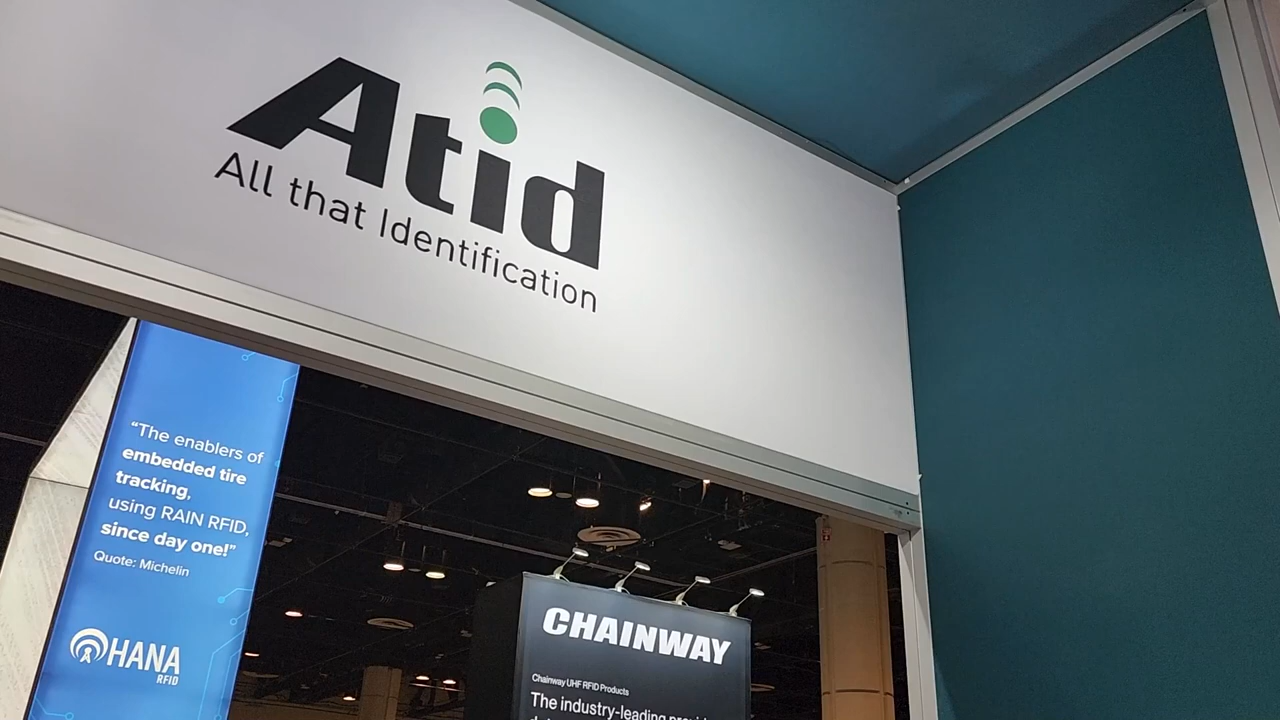 Atid
All that Identification
“The enablers of
embedded tire
tracking,
using RAIN RFID,
since day one!”
Quote: Michelin
OHANA
RFID
CHAINWAY
Chainway UHF RFID Products
The industry-leading